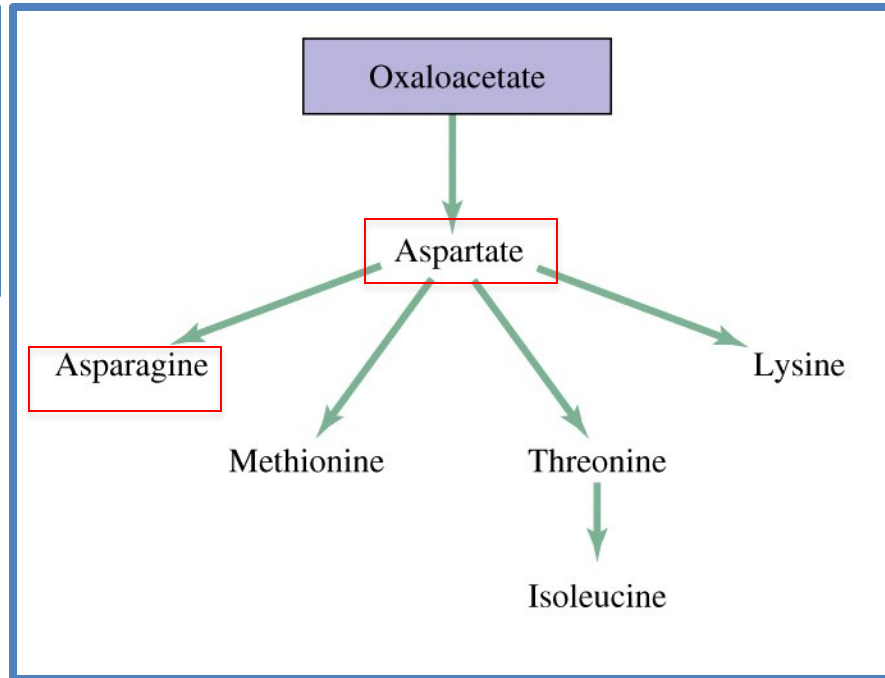 Oxaloacetate
Aspartate
Asparagine
Lysine
Methionine
Threonine
Isoleucine